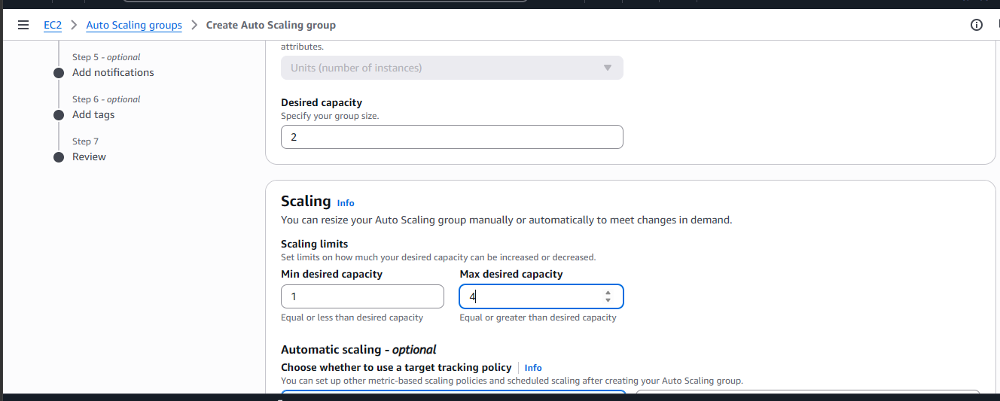 EC2 > Auto Scaling groups > Create Auto Scaling group
Step 5 - optional
Add notifications
Step 6 - optional
Add tags
Step 7
Review
attributes.
Units (number of instances)
Desired capacity
Specify your group size.
2
Scaling Info
You can resize your Auto Scaling group manually or automatically to meet changes in demand.
Scaling limits
Set limits on how much your desired capacity can be increased or decreased.
Min desired capacity
1
Equal or less than desired capacity
Max desired capacity
4
Equal or greater than desired capacity
Automatic scaling - optional
Choose whether to use a target tracking policy Info
You can set up other metric-based scaling policies and scheduled scaling after creating your Auto Scaling group.